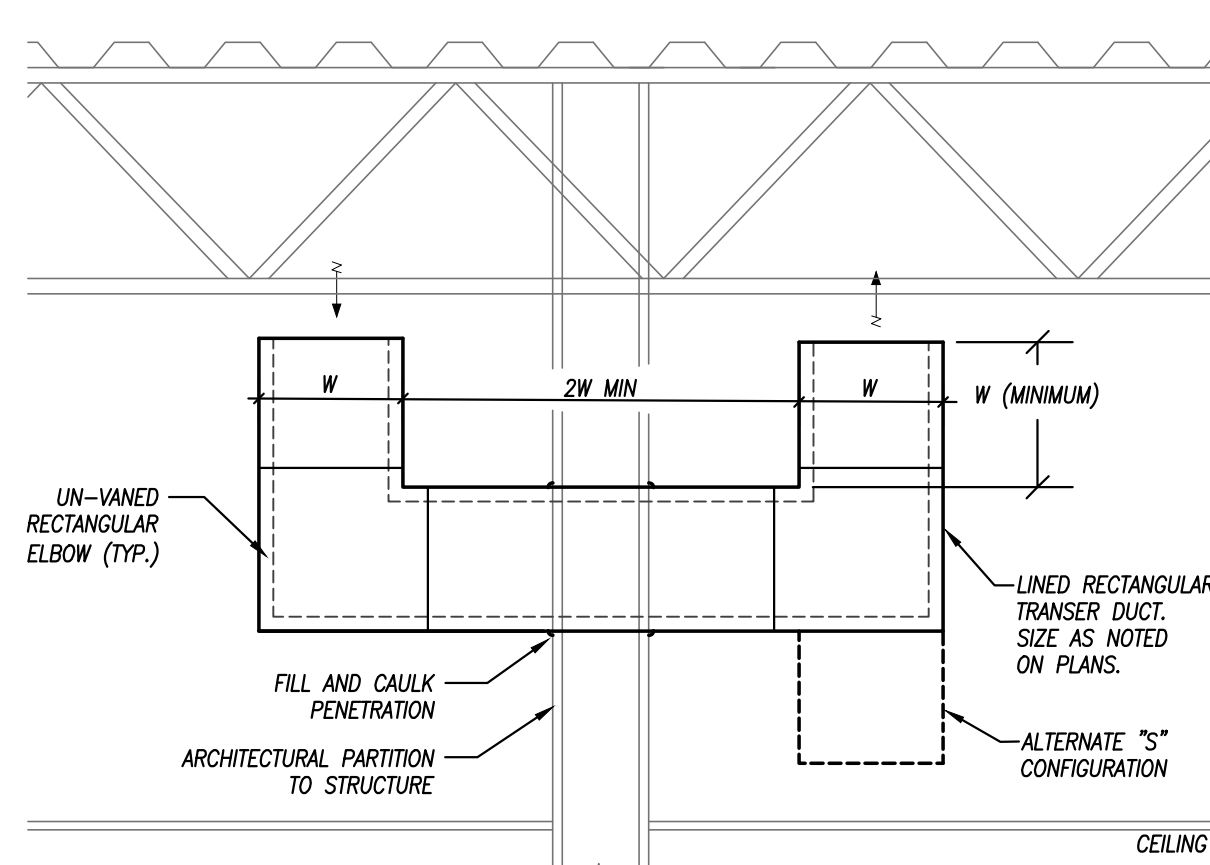 W
2W MIN
W
W (MINIMUM)
UN-VANED
RECTANGULAR
ELBOW (TYP.)
LINED RECTANGULAR
TRANSER DUCT.
SIZE AS NOTED
ON PLANS.
FILL AND CAULK
PENETRATION
ARCHITECTURAL PARTITION
TO STRUCTURE
ALTERNATE "S"
CONFIGURATION
CEILING